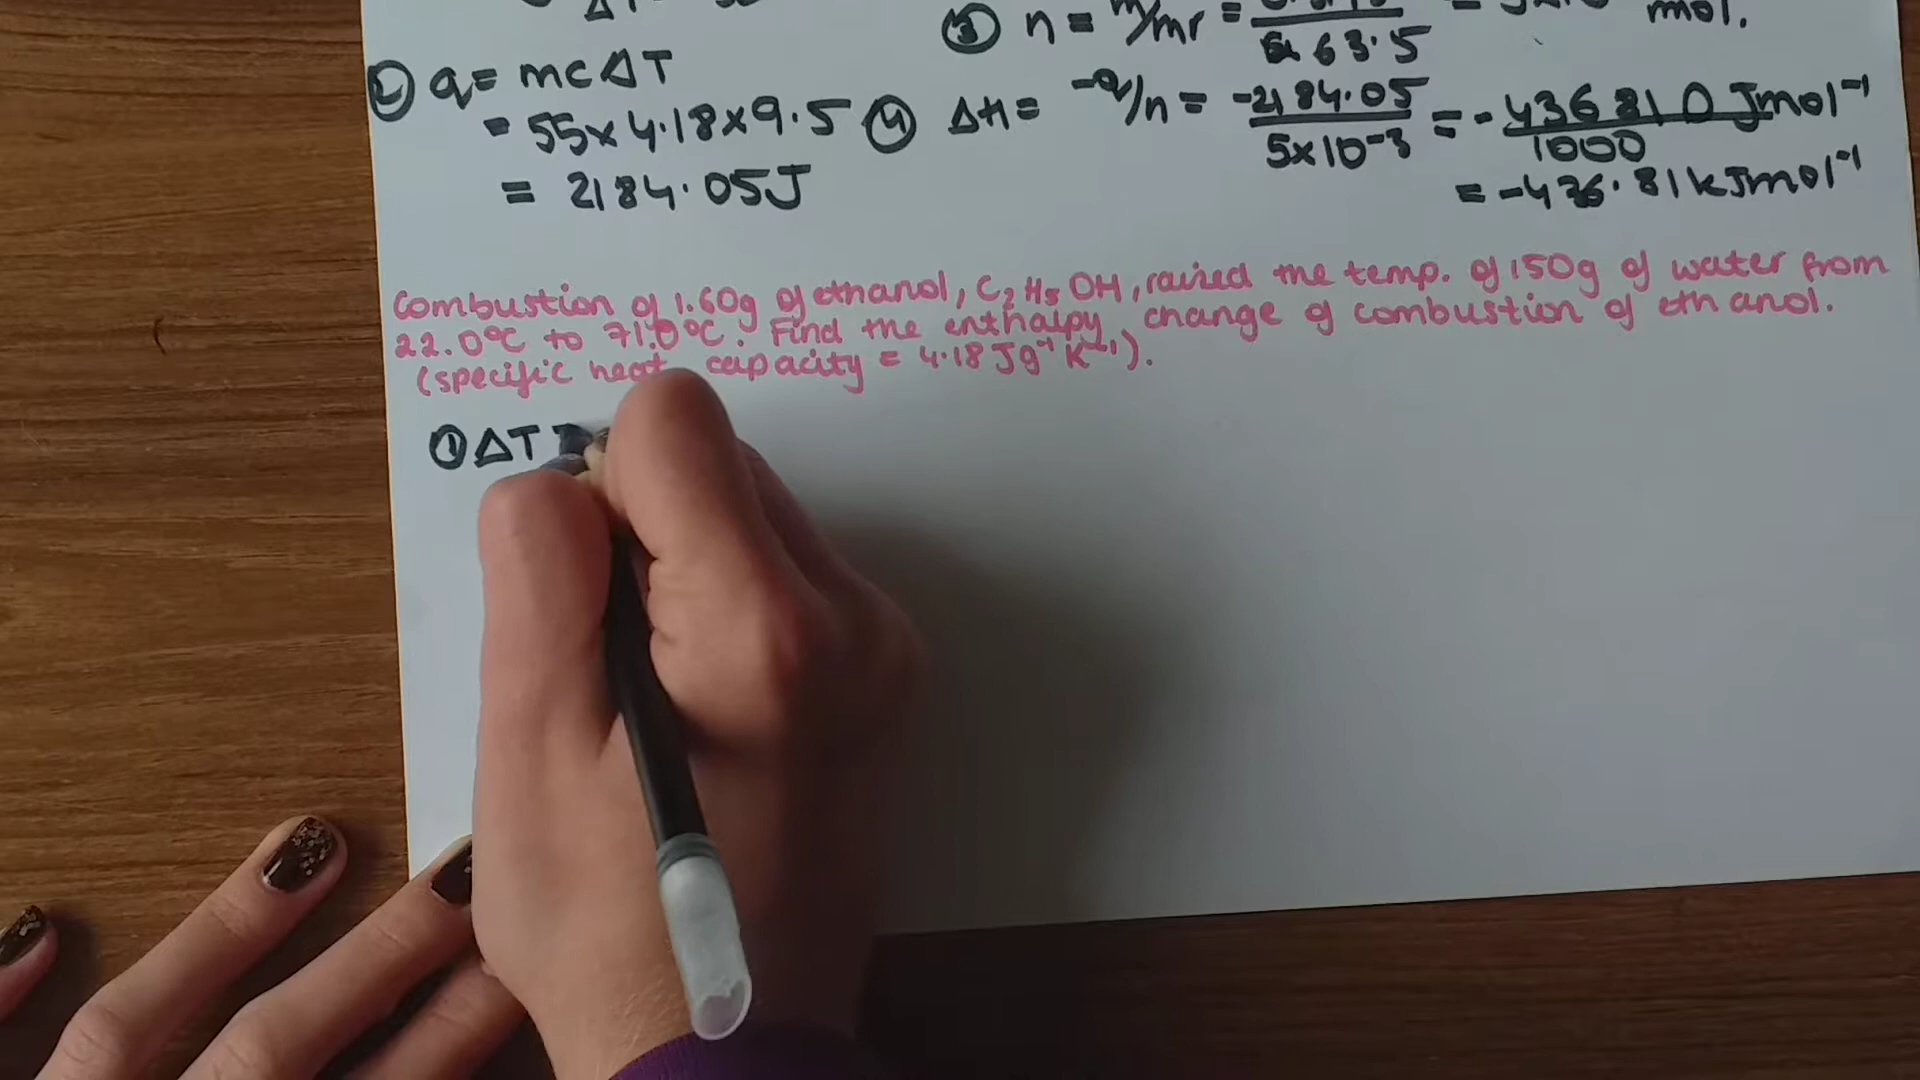 ③ n = m/mr =
63.5
mol.
② q = mcΔT
= 55 x 4.18 x 9.5
= 2184.05J
④ ΔH = -q/n = -2184.05 / 5x10⁻³ = -436810 Jmol⁻¹ / 1000
= -436.81 kJmol⁻¹
Combustion of 1.60g of ethanol, C₂H₅OH, raised the temp. of 150g of water from
22.0°C to 71.0°C. Find the enthalpy change of combustion of ethanol.
(specific heat capacity = 4.18 Jg⁻¹K⁻¹).
① ΔT